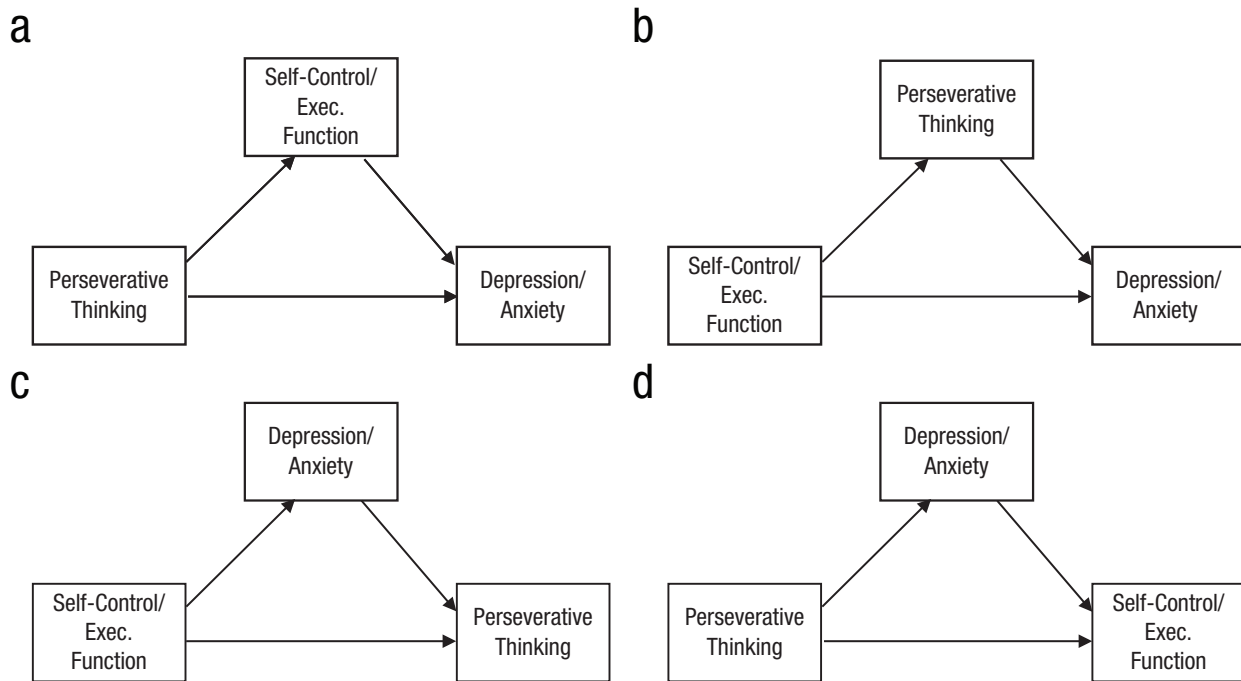 a
Self-Control/
Exec.
Function
Perseverative
Thinking
Depression/
Anxiety
b
Perseverative
Thinking
Self-Control/
Exec.
Function
Depression/
Anxiety
c
Depression/
Anxiety
Self-Control/
Exec.
Function
Perseverative
Thinking
d
Depression/
Anxiety
Perseverative
Thinking
Self-Control/
Exec.
Function